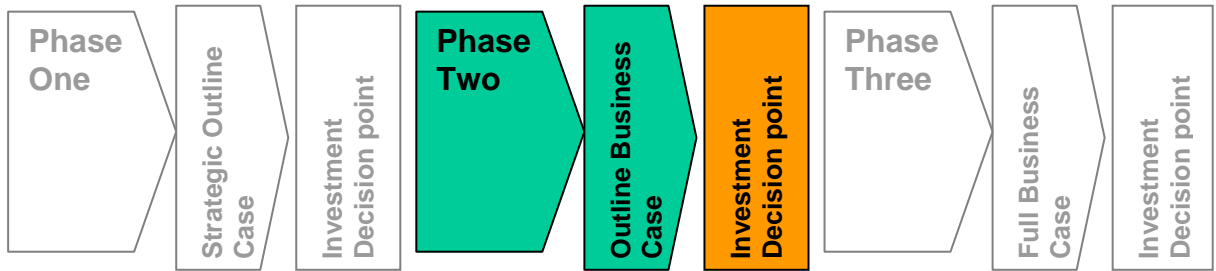 Phase
One
Strategic Outline
Case
Investment
Decision point
Phase
Two
Outline Business
Case
Investment
Decision point
Phase
Three
Full Business
Case
Investment
Decision point